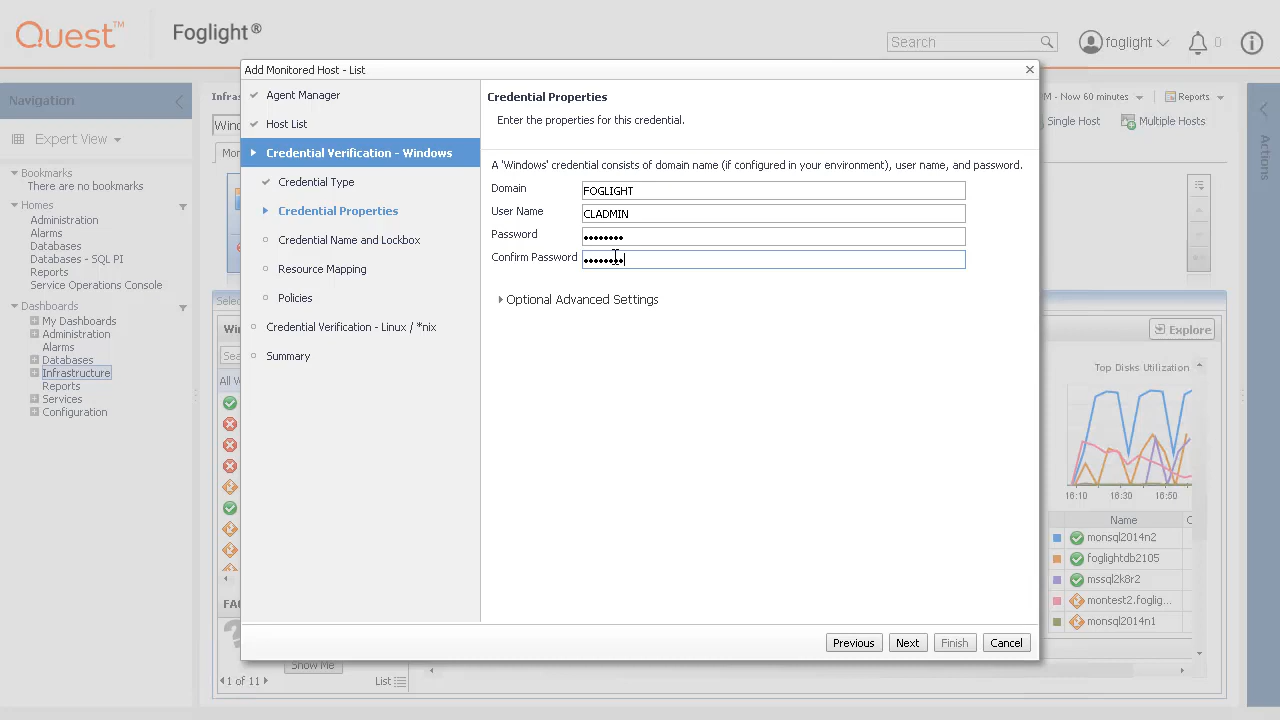 Quest™
Foglight®
Search
foglight
0
Navigation
Expert View
Bookmarks
There are no bookmarks
Homes
Administration
Alarms
Databases
Databases - SQL PI
Reports
Service Operations Console
Dashboards
My Dashboards
Administration
Alarms
Databases
Infrastructure
Reports
Services
Configuration
Add Monitored Host - List
Agent Manager
Host List
Credential Verification - Windows
Credential Type
Credential Properties
Credential Name and Lockbox
Resource Mapping
Policies
Credential Verification - Linux / *nix
Summary
Credential Properties
Enter the properties for this credential.
A 'Windows' credential consists of domain name (if configured in your environment), user name, and password.
Domain
FOGLIGHT
User Name
CLADMIN
Password
••••••••
Confirm Password
••••••••
Optional Advanced Settings
Previous
Next
Finish
Cancel
M - Now 60 minutes
Reports
Single Host
Multiple Hosts
Actions
Explore
Top Disks Utilization
16:10 16:30 16:50
Name
monsql2014n2
foglightdb2105
mssql2k8r2
montest2.foglig...
monsql2014n1
Show Me
1 of 11
List